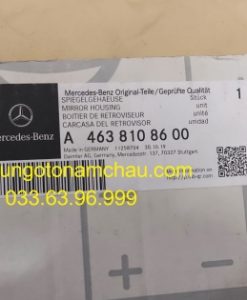 Mercedes-Benz Original-Teile/Geprüfte Qualität
SPIEGELGEHAEUSE
MIRROR HOUSING
BOITIER DE RETROVISEUR
CARCASA DEL RETROVISOR
Stück
unit
unité
unidad
1
Mercedes-Benz
A 463 810 86 00
Made in GERMANY
Daimler AG, Germany, Mercedesstr. 137, 70327 Stuttgart
ungotonamchau.com
033.63.96.999